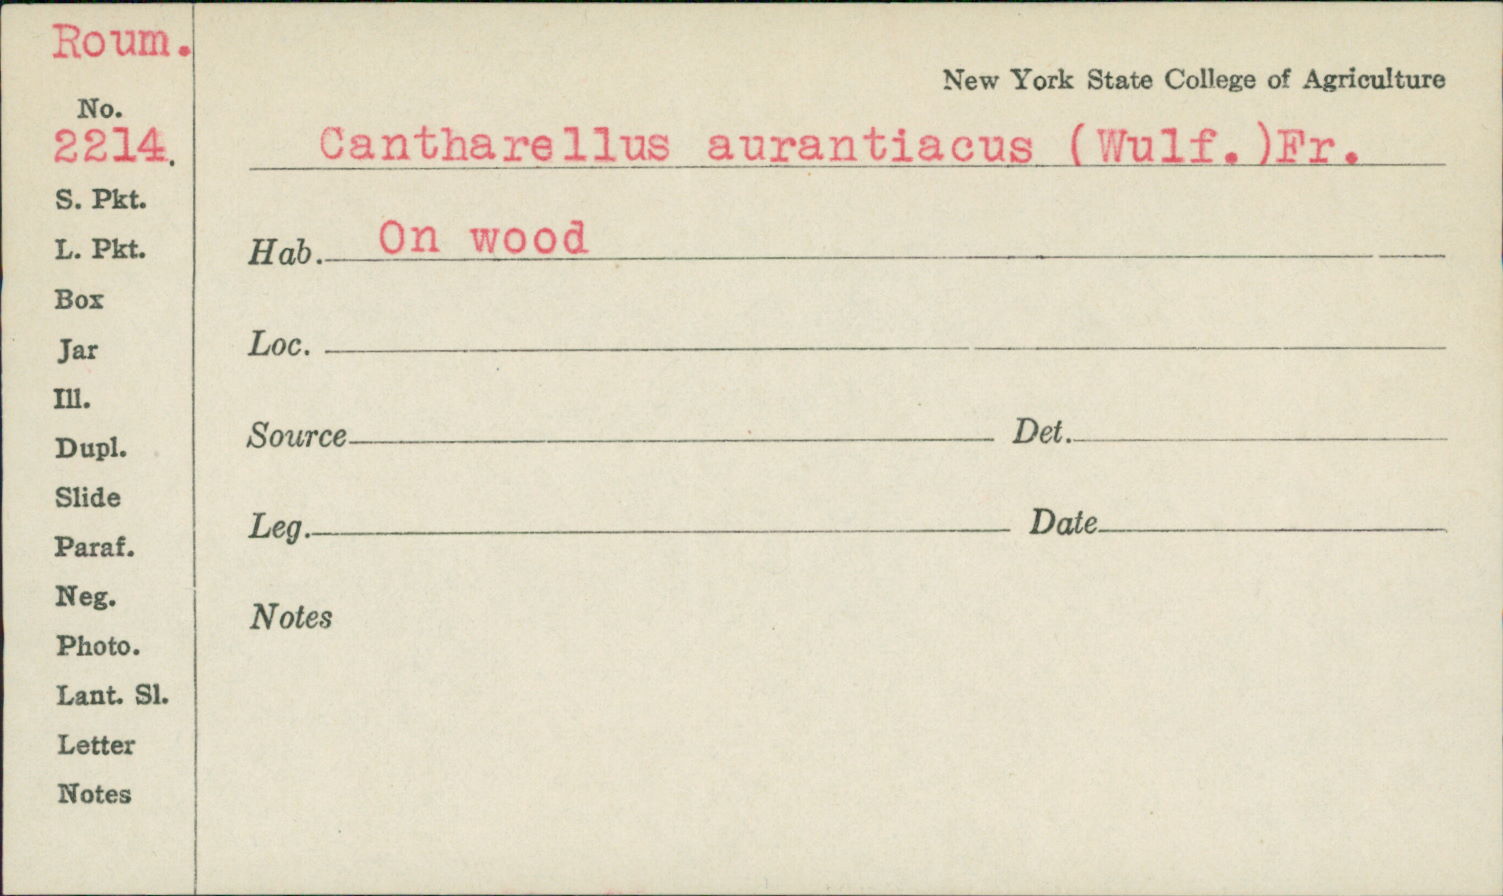 Roum.
New York State College of Agriculture
No.
2214.
Cantharellus aurantiacus (Wulf.)Fr.
S. Pkt.
L. Pkt.
Hab. On wood
Box
Jar
Loc.
Ill.
Dupl.
Source Det.
Slide
Leg. Date
Paraf.
Neg.
Notes
Photo.
Lant. Sl.
Letter
Notes